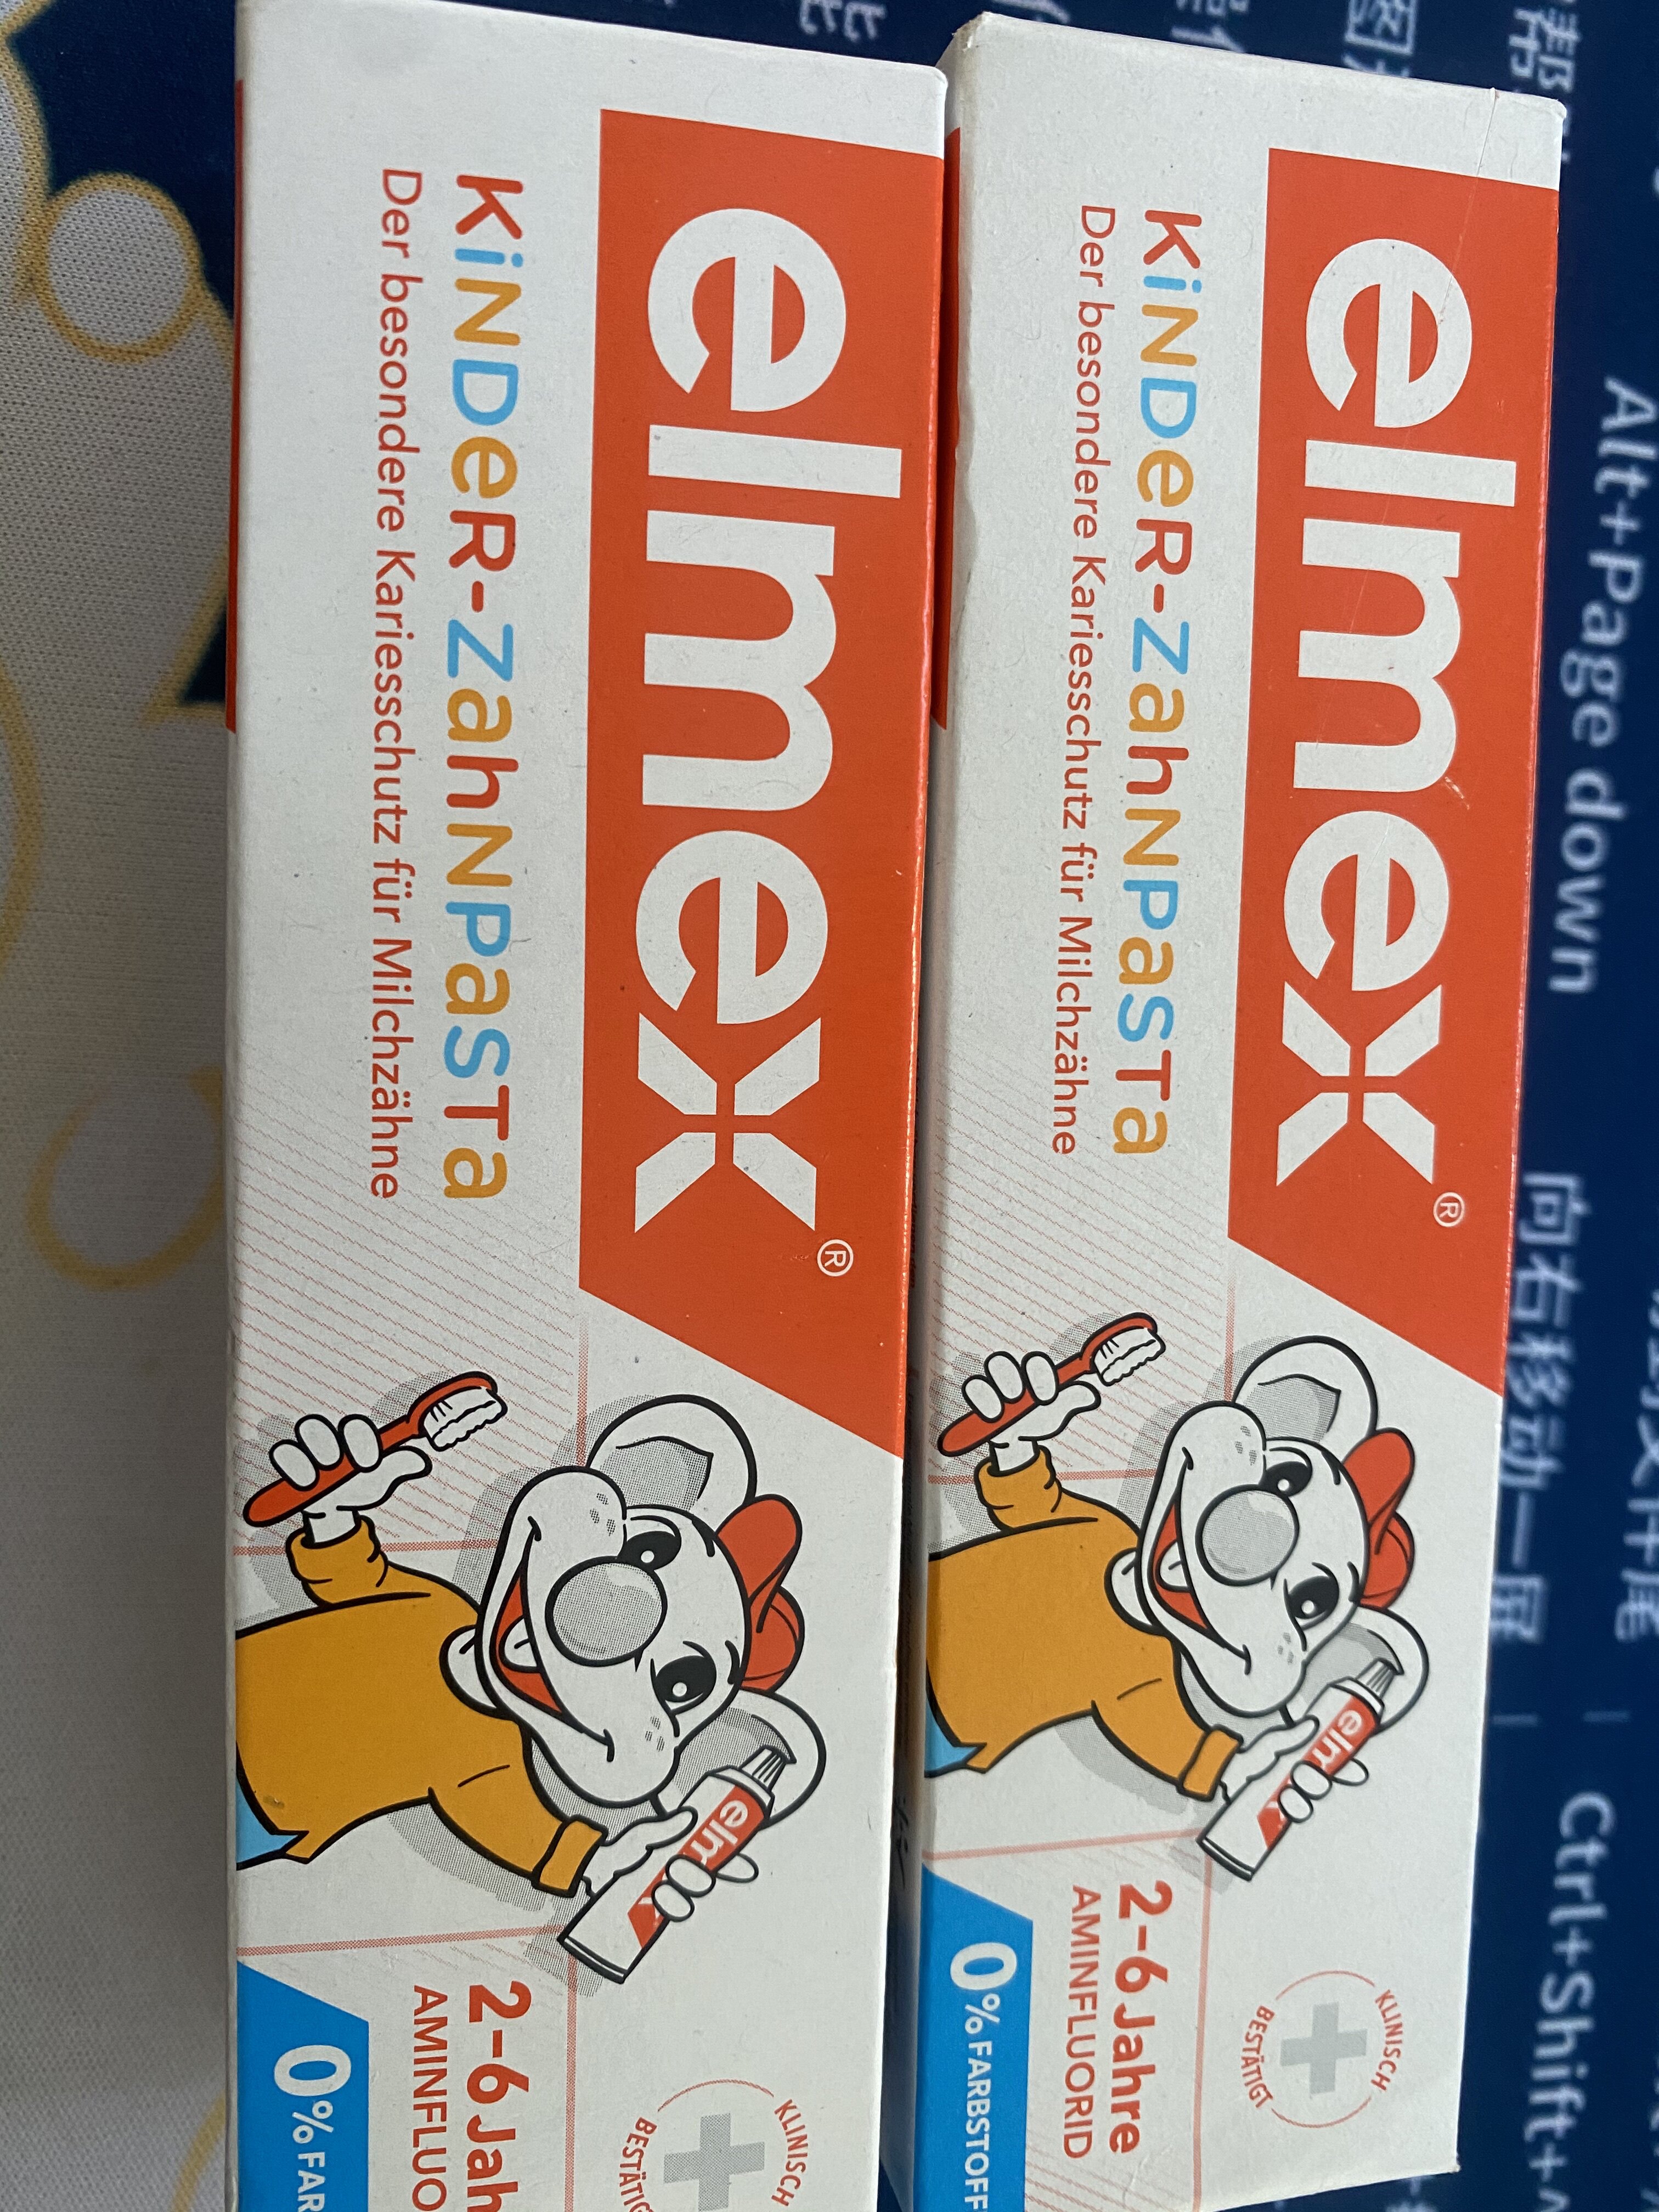 elmex®
KiNDeR-ZahNPaSTa
Der besondere Kariesschutz für Milchzähne
2-6 Jahre
AMINFLUORID
0% FARBSTOFF
KLINISCH
BESTÄTIGT
elmex®
KiNDeR-ZahNPaSTa
Der besondere Kariesschutz für Milchzähne
2-6 Jah
AMINFLUO
0% FAR
KLINISCH
BESTÄTIG
Alt+Page down
向右移动一屏
Ctrl+Shift+